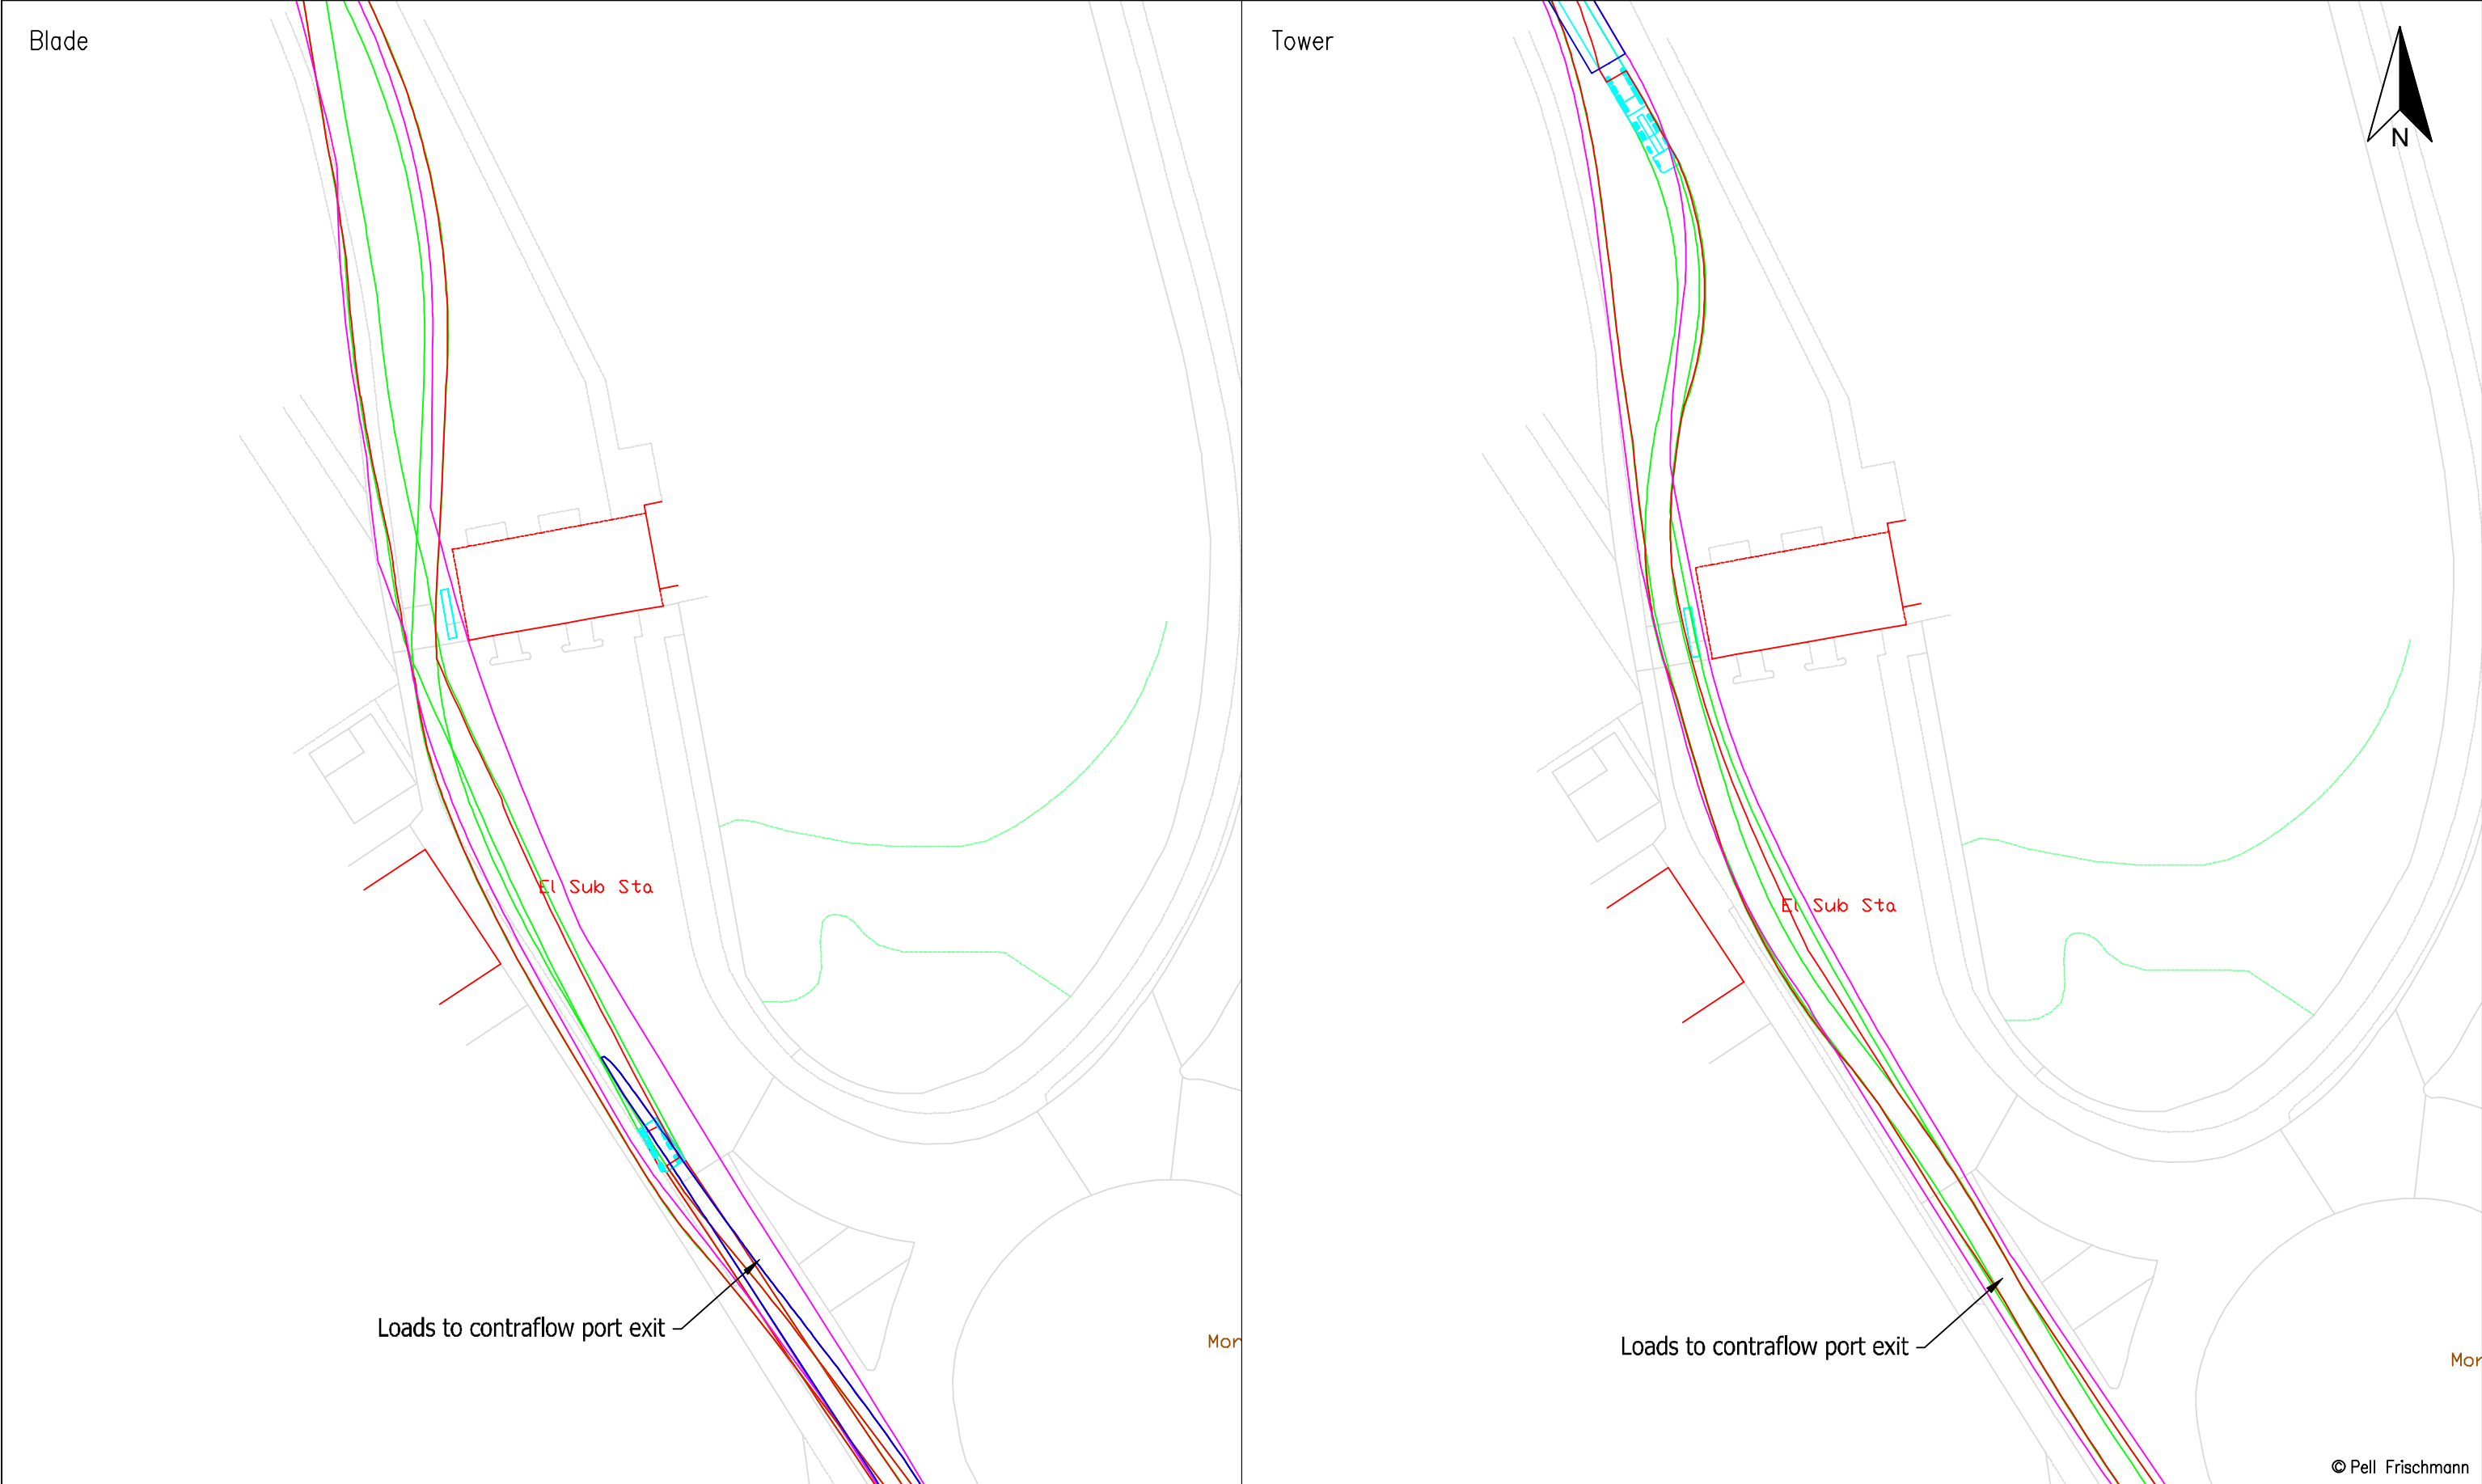 Blade
Tower
N
El Sub Sta
El Sub Sta
Loads to contraflow port exit
Loads to contraflow port exit
Mor
Mor
© Pell Frischmann